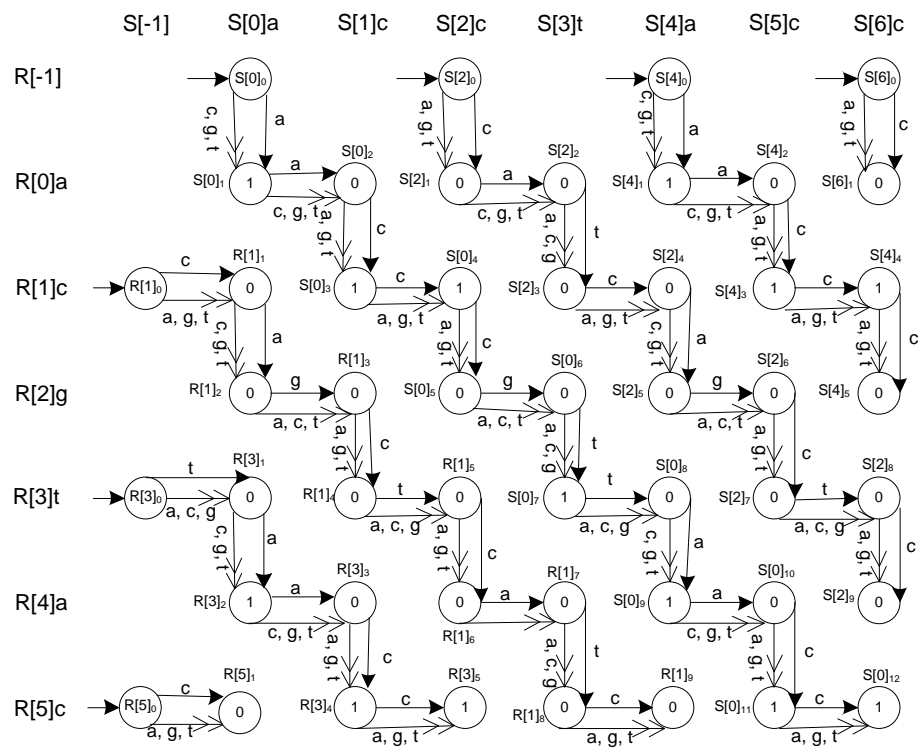 S[-1] S[0]a S[1]c S[2]c S[3]t S[4]a S[5]c S[6]c
R[-1] S[0]₀ S[2]₀ S[4]₀ S[6]₀
c, g, t a a, g, t c c, g, t a a, g, t c
R[0]a S[0]₁ 1 a c, g, t S[0]₂ 0 S[2]₁ 0 a c, g, t S[2]₂ 0 S[4]₁ 1 a c, g, t S[4]₂ 0 S[6]₁ 0
a, g, t c a, c, g t a, g, t c
R[1]c R[1]₀ c a, g, t R[1]₁ 0 S[0]₃ 1 c a, g, t S[0]₄ 1 S[2]₃ 0 c a, g, t S[2]₄ 0 S[4]₃ 1 c a, g, t S[4]₄ 1
c, g, t a a, g, t c c, g, t a a, g, t c
R[2]g R[1]₂ 0 g a, c, t R[1]₃ 0 S[0]₅ 0 g a, c, t S[0]₆ 0 S[2]₅ 0 g a, c, t S[2]₆ 0 S[4]₅ 0
a, g, t c a, c, g t a, g, t c
R[3]t R[3]₀ t a, c, g R[3]₁ 0 R[1]₄ 0 t a, c, g R[1]₅ 0 S[0]₇ 1 t a, c, g S[0]₈ 0 S[2]₇ 0 t a, c, g S[2]₈ 0
c, g, t a a, g, t c c, g, t a a, g, t c
R[4]a R[3]₂ 1 a c, g, t R[3]₃ 0 R[1]₆ 0 a R[1]₇ 0 S[0]₉ 1 a c, g, t S[0]₁₀ 0 S[2]₉ 0
a, g, t c a, c, g t a, g, t c
R[5]c R[5]₀ c a, g, t R[5]₁ 0 R[3]₄ 1 c a, g, t R[3]₅ 1 R[1]₈ 0 c a, g, t R[1]₉ 0 S[0]₁₁ 1 c a, g, t S[0]₁₂ 1